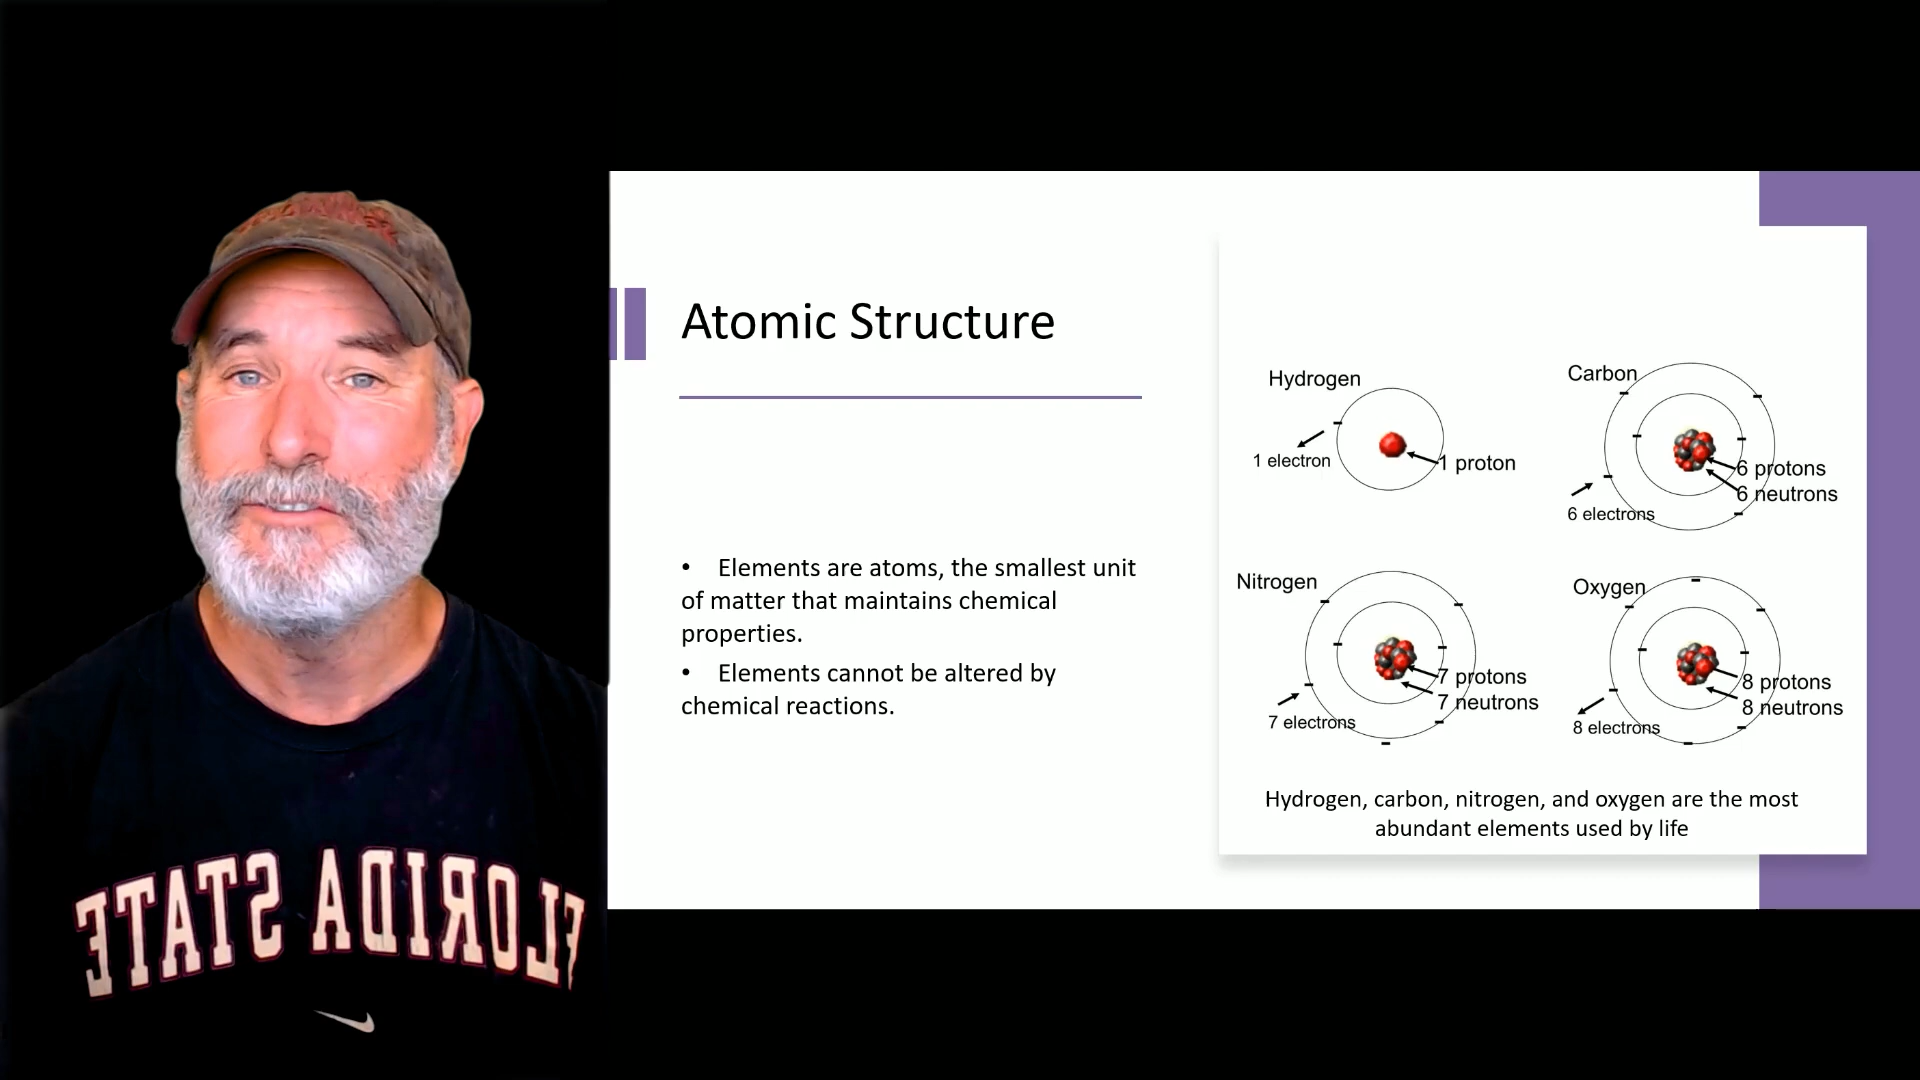 Atomic Structure
• Elements are atoms, the smallest unit
of matter that maintains chemical
properties.
• Elements cannot be altered by
chemical reactions.
Hydrogen
1 electron
1 proton
Carbon
6 protons
6 neutrons
6 electrons
Nitrogen
7 protons
7 neutrons
7 electrons
Oxygen
8 protons
8 neutrons
8 electrons
Hydrogen, carbon, nitrogen, and oxygen are the most
abundant elements used by life
FLORIDA STATE